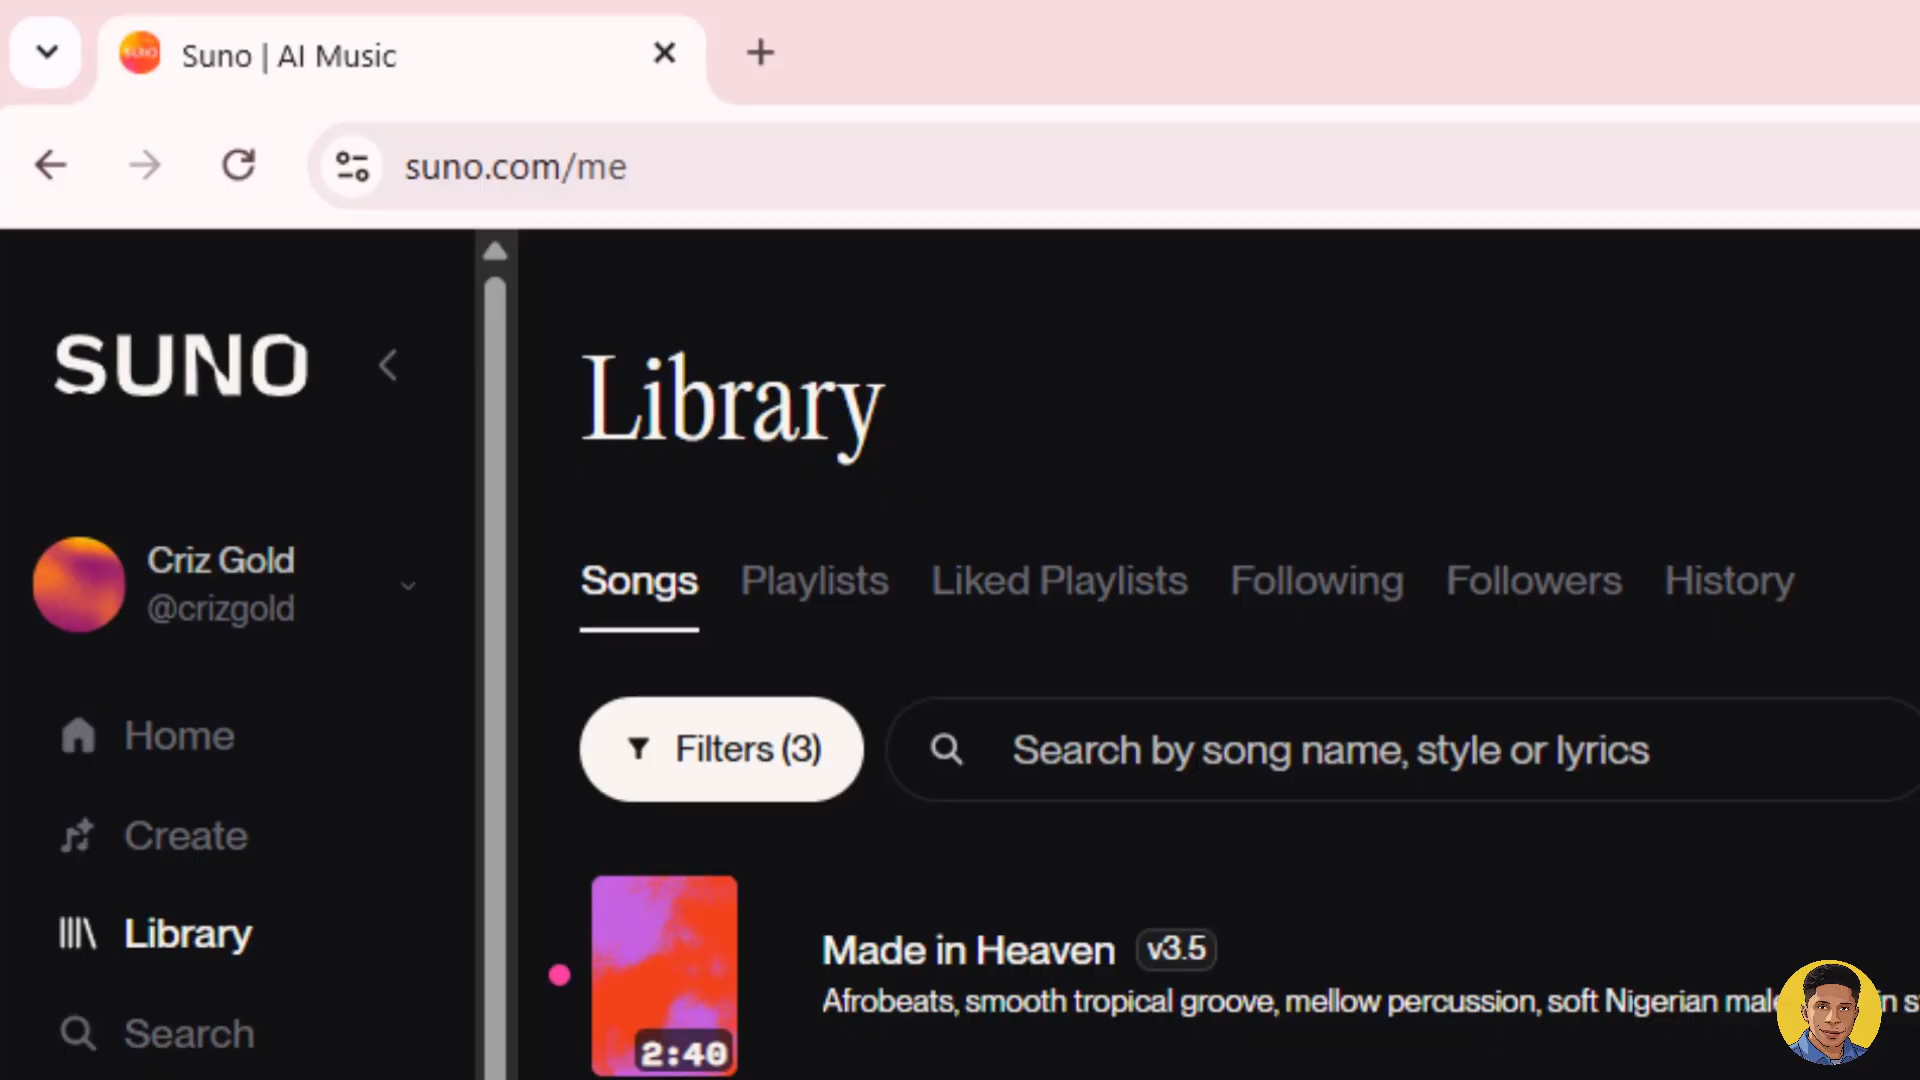 Suno | AI Music
suno.com/me
SUNO
Library
Criz Gold
@crizgold
Songs Playlists Liked Playlists Following Followers History
Home
Filters (3) Search by song name, style or lyrics
Create
Library
Made in Heaven v3.5
Afrobeats, smooth tropical groove, mellow percussion, soft Nigerian male
Search
2:40